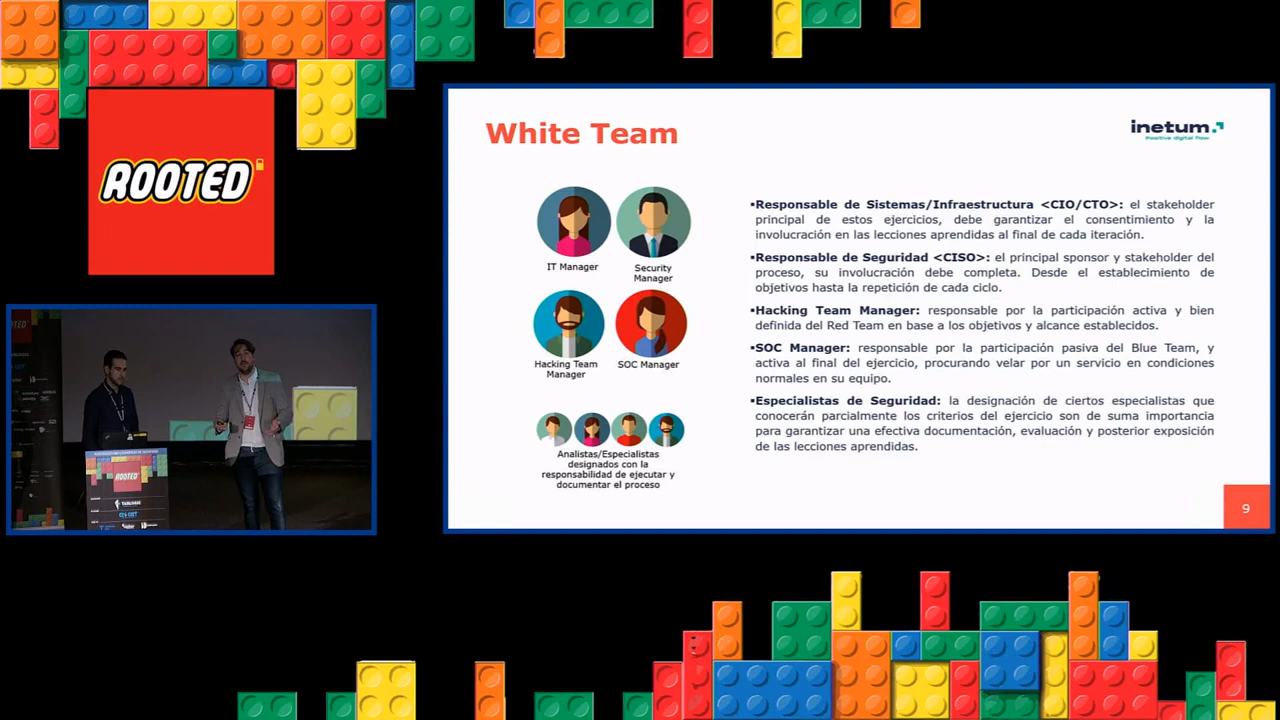 ROOTED
White Team
inetum.
Positive digital flow
IT Manager
Security
Manager
Hacking Team
Manager
SOC Manager
Analistas/Especialistas
designados con la
responsabilidad de ejecutar y
documentar el proceso
▪Responsable de Sistemas/Infraestructura <CIO/CTO>: el stakeholder
principal de estos ejercicios, debe garantizar el consentimiento y la
involucración en las lecciones aprendidas al final de cada iteración.
▪Responsable de Seguridad <CISO>: el principal sponsor y stakeholder del
proceso, su involucración debe completa. Desde el establecimiento de
objetivos hasta la repetición de cada ciclo.
▪Hacking Team Manager: responsable por la participación activa y bien
definida del Red Team en base a los objetivos y alcance establecidos.
▪SOC Manager: responsable por la participación pasiva del Blue Team, y
activa al final del ejercicio, procurando velar por un servicio en condiciones
normales en su equipo.
▪Especialistas de Seguridad: la designación de ciertos especialistas que
conocerán parcialmente los criterios del ejercicio son de suma importancia
para garantizar una efectiva documentación, evaluación y posterior exposición
de las lecciones aprendidas.
9
ROOTED